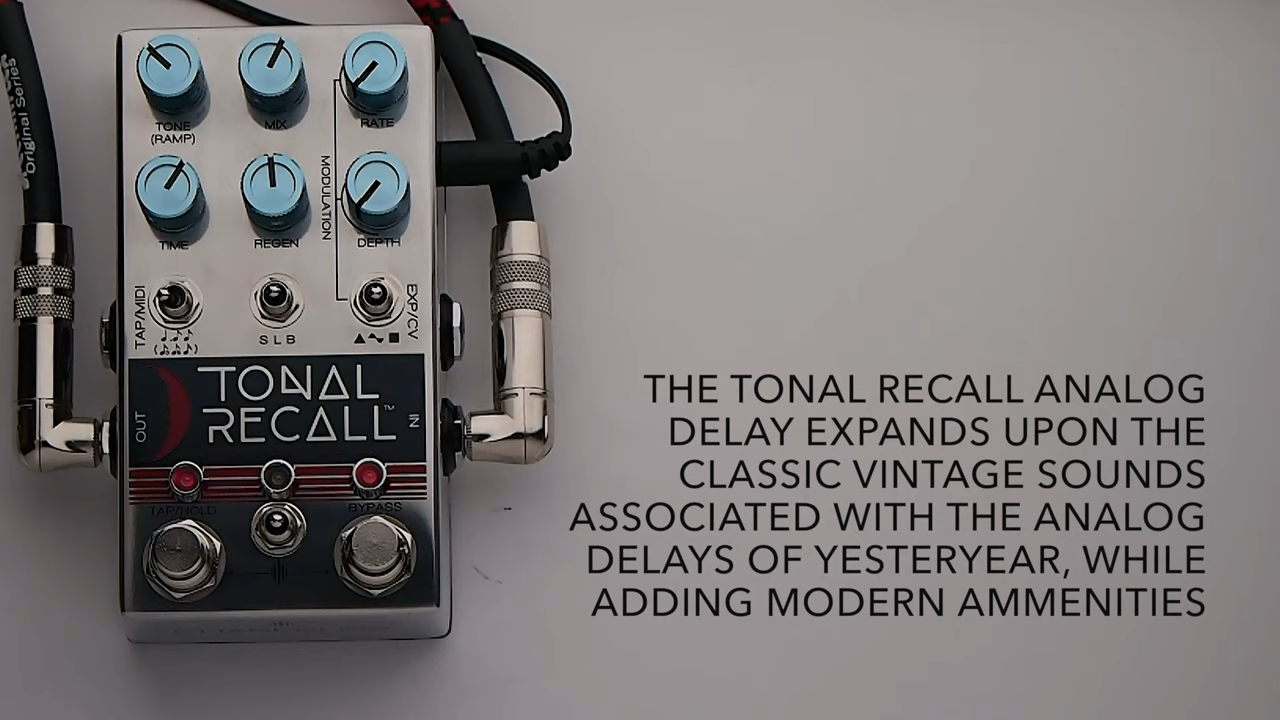 Original Series
TONE
(RAMP)
MIX
RATE
MODULATION
TIME
REGEN
DEPTH
TAP/MIDI
EXP/CV
S L B
OUT
TONAL
RECALL™
IN
TAP/HOLD
BYPASS
THE TONAL RECALL ANALOG
DELAY EXPANDS UPON THE
CLASSIC VINTAGE SOUNDS
ASSOCIATED WITH THE ANALOG
DELAYS OF YESTERYEAR, WHILE
ADDING MODERN AMMENITIES